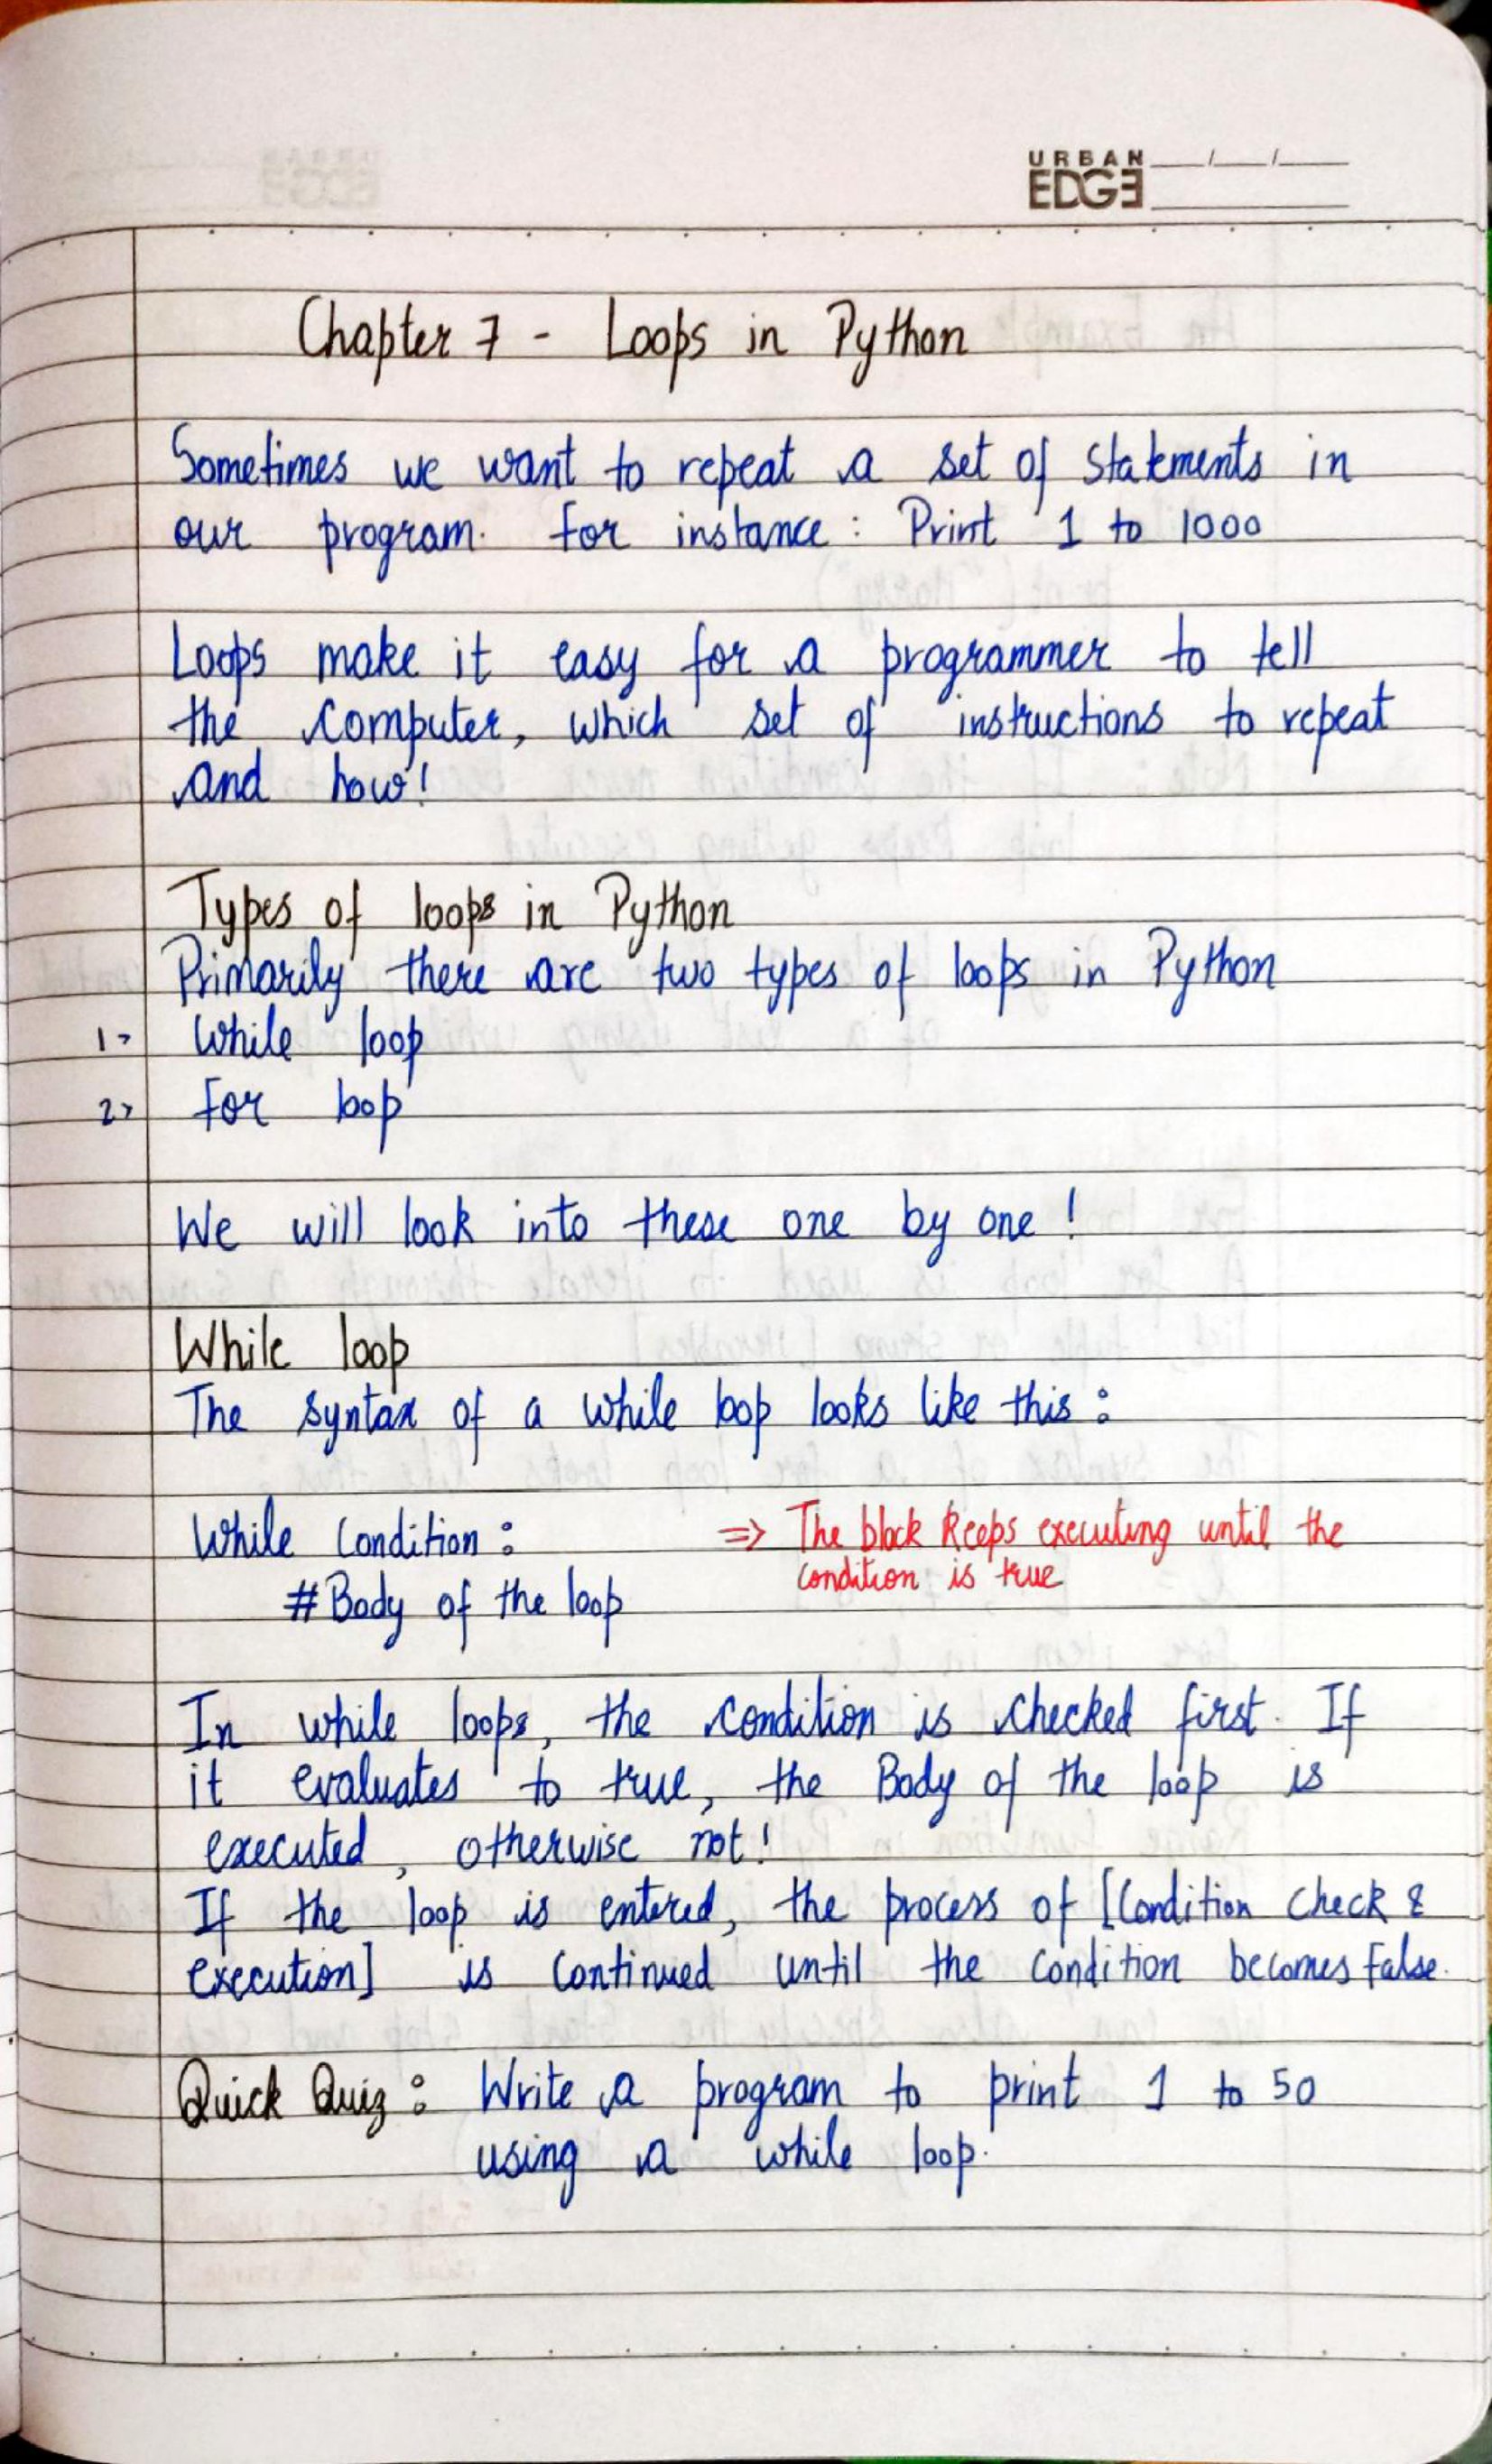 URBAN
EDGE
Chapter 7 - Loops in Python
Sometimes we want to repeat a set of statements in
our program. For instance : Print 1 to 1000
Loops make it easy for a programmer to tell
the computer, which set of instructions to repeat
and how!
Types of loops in Python
Primarily there are two types of loops in Python
1> While loop
2> For loop
We will look into these one by one !
While loop
The syntax of a while loop looks like this :
While Condition : => The block keeps executing until the
condition is true
# Body of the loop
In while loops, the condition is checked first. If
it evaluates to true, the Body of the loop is
executed, otherwise not!
If the loop is entered, the process of [Condition check &
execution] is continued until the condition becomes False.
Quick Quiz : Write a program to print 1 to 50
using a while loop.